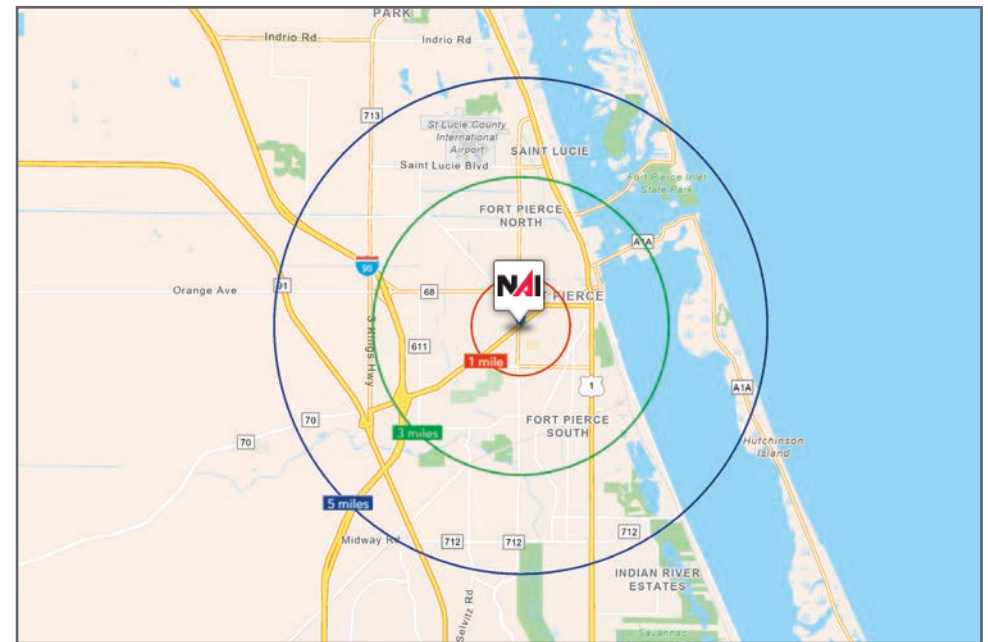 PARK
Indrio Rd
Indrio Rd
713
St Lucie County
International
Airport
SAINT LUCIE
Saint Lucie Blvd
Fort Pierce Inlet
State Park
FORT PIERCE
NORTH
A1A
95
NAI
91
Orange Ave
68
PIERCE
S Kings Hwy
611
1 mile
1
A1A
70
FORT PIERCE
SOUTH
3 miles
70
Hutchinson
Island
5 miles
Midway Rd
712
712
712
INDIAN RIVER
ESTATES
Selvitz Rd
Savannas